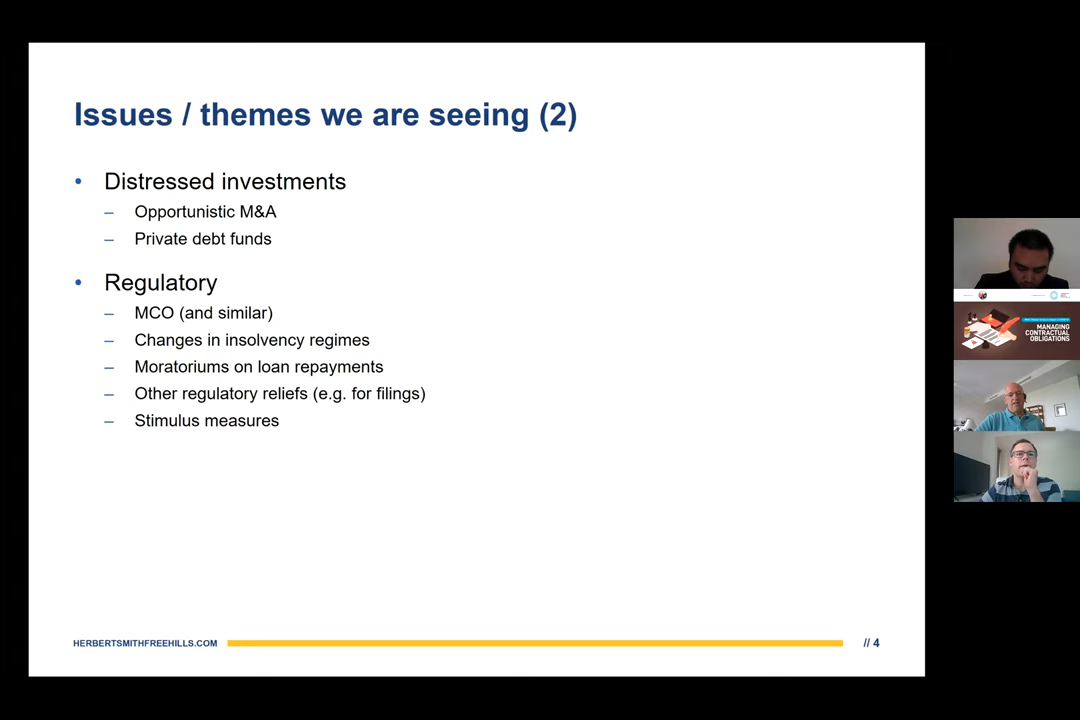 Issues / themes we are seeing (2)
• Distressed investments
– Opportunistic M&A
– Private debt funds
• Regulatory
– MCO (and similar)
– Changes in insolvency regimes
– Moratoriums on loan repayments
– Other regulatory reliefs (e.g. for filings)
– Stimulus measures
HERBERTSMITHFREEHILLS.COM
// 4
MANAGING
CONTRACTUAL
OBLIGATIONS